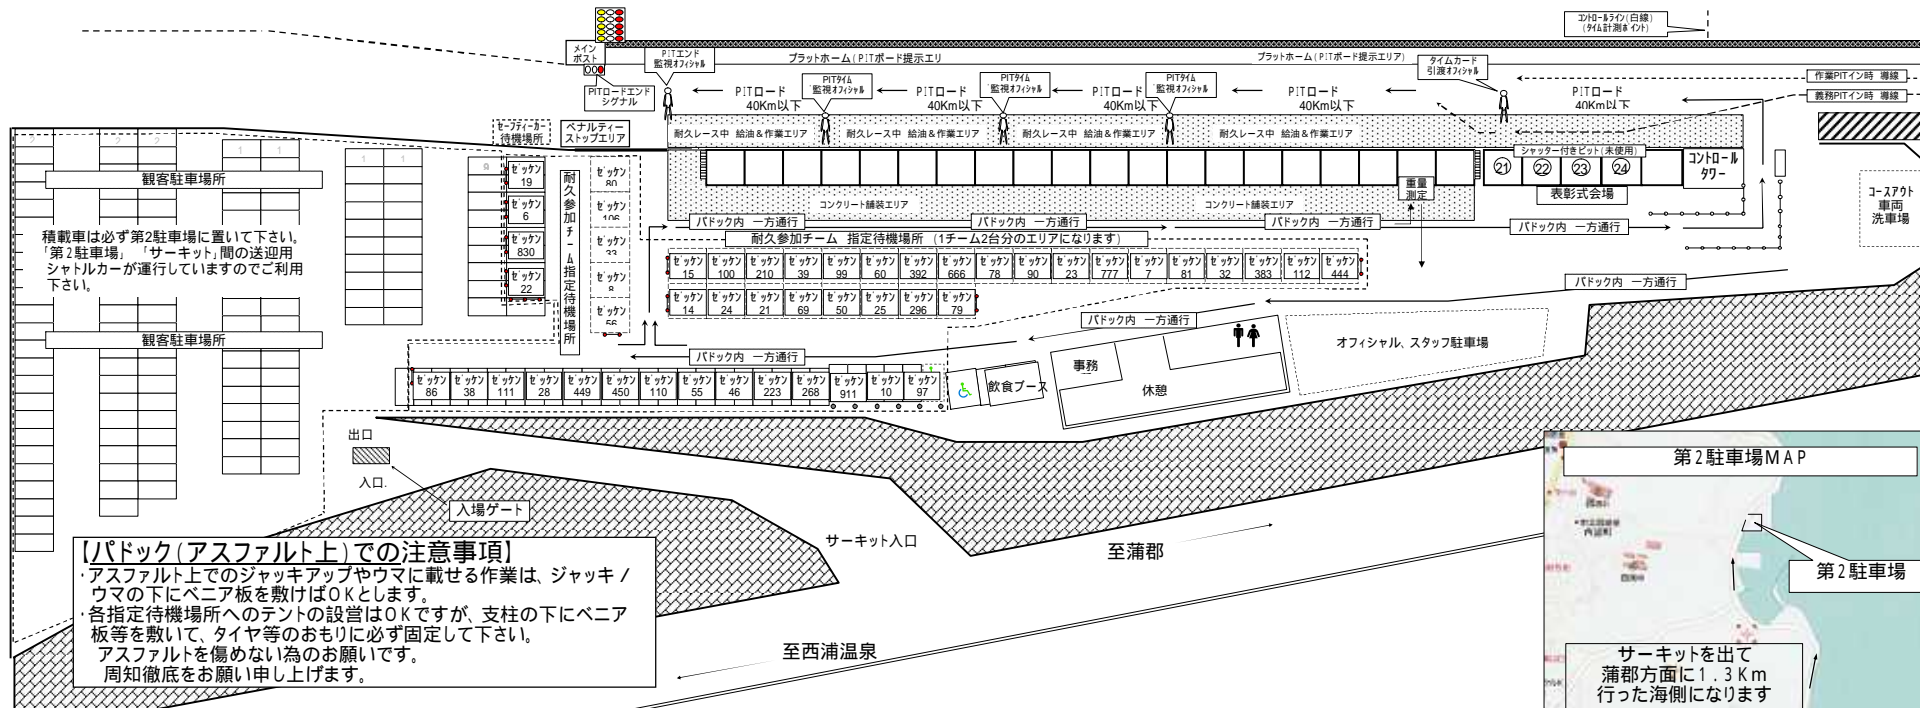 コントロールライン(白線)
(タイム計測ポイント)
メイン
ポスト
PITエンド
監視オフィシャル
プラットホーム(PITボード提示エリ
プラットホーム(PITボード提示エリア)
タイムカード
引渡オフィシャル
PITロードエンド
シグナル
PITロード
40Km以下
PITタイム
監視オフィシャル
PITロード
40Km以下
PITタイム
監視オフィシャル
PITロード
40Km以下
PITタイム
監視オフィシャル
PITロード
40Km以下
PITロード
40Km以下
作業PITイン時 導線
義務PITイン時 導線
セーフティーカー
待機場所
ペナルティー
ストップエリア
耐久レース中 給油&作業エリア
耐久レース中 給油&作業エリア
耐久レース中 給油&作業エリア
耐久レース中 給油&作業エリア
シャッター付きピット(未使用)
21
22
23
24
コントロール
タワー
表彰式会場
重量
測定
コンクリート舗装エリア
コンクリート舗装エリア
コースアウト
車両
洗車場
2
2
2
1
1
1
1
観客駐車場所
積載車は必ず第2駐車場に置いて下さい。
「第2駐車場」 「サーキット」間の送迎用
シャトルカーが運行していますのでご利用
下さい。
観客駐車場所
ゼッケン
19
ゼッケン
6
ゼッケン
830
ゼッケン
22
耐久参加チーム指定待機場所
ゼッケン
80
ゼッケン
106
ゼッケン
33
ゼッケン
8
ゼッケン
56
パドック内 一方通行
パドック内 一方通行
パドック内 一方通行
パドック内 一方通行
耐久参加チーム 指定待機場所 (1チーム2台分のエリアになります)
ゼッケン ゼッケン ゼッケン ゼッケン ゼッケン ゼッケン ゼッケン ゼッケン ゼッケン ゼッケン ゼッケン ゼッケン ゼッケン ゼッケン ゼッケン ゼッケン ゼッケン ゼッケン
15 100 210 39 99 60 392 666 78 90 23 777 7 81 32 383 112 444
ゼッケン ゼッケン ゼッケン ゼッケン ゼッケン ゼッケン ゼッケン ゼッケン
14 24 21 69 50 25 296 79
パドック内 一方通行
パドック内 一方通行
パドック内 一方通行
ゼッケン ゼッケン ゼッケン ゼッケン ゼッケン ゼッケン ゼッケン ゼッケン ゼッケン ゼッケン ゼッケン ゼッケン ゼッケン ゼッケン
86 38 111 28 449 450 110 55 46 223 268 911 10 97
飲食ブース
事務
休憩
オフィシャル、スタッフ駐車場
出口
入口.
入場ゲート
サーキット入口
至蒲郡
至西浦温泉
【パドック(アスファルト上)での注意事項】
・アスファルト上でのジャッキアップやウマに載せる作業は、ジャッキ/
ウマの下にベニア板を敷けばOKとします。
・各指定待機場所へのテントの設営はOKですが、支柱の下にベニア
板等を敷いて、タイヤ等のおもりに必ず固定して下さい。
アスファルトを傷めない為のお願いです。
周知徹底をお願い申し上げます。
第2駐車場MAP
第2駐車場
サーキットを出て
蒲郡方面に1.3Km
行った海側になります